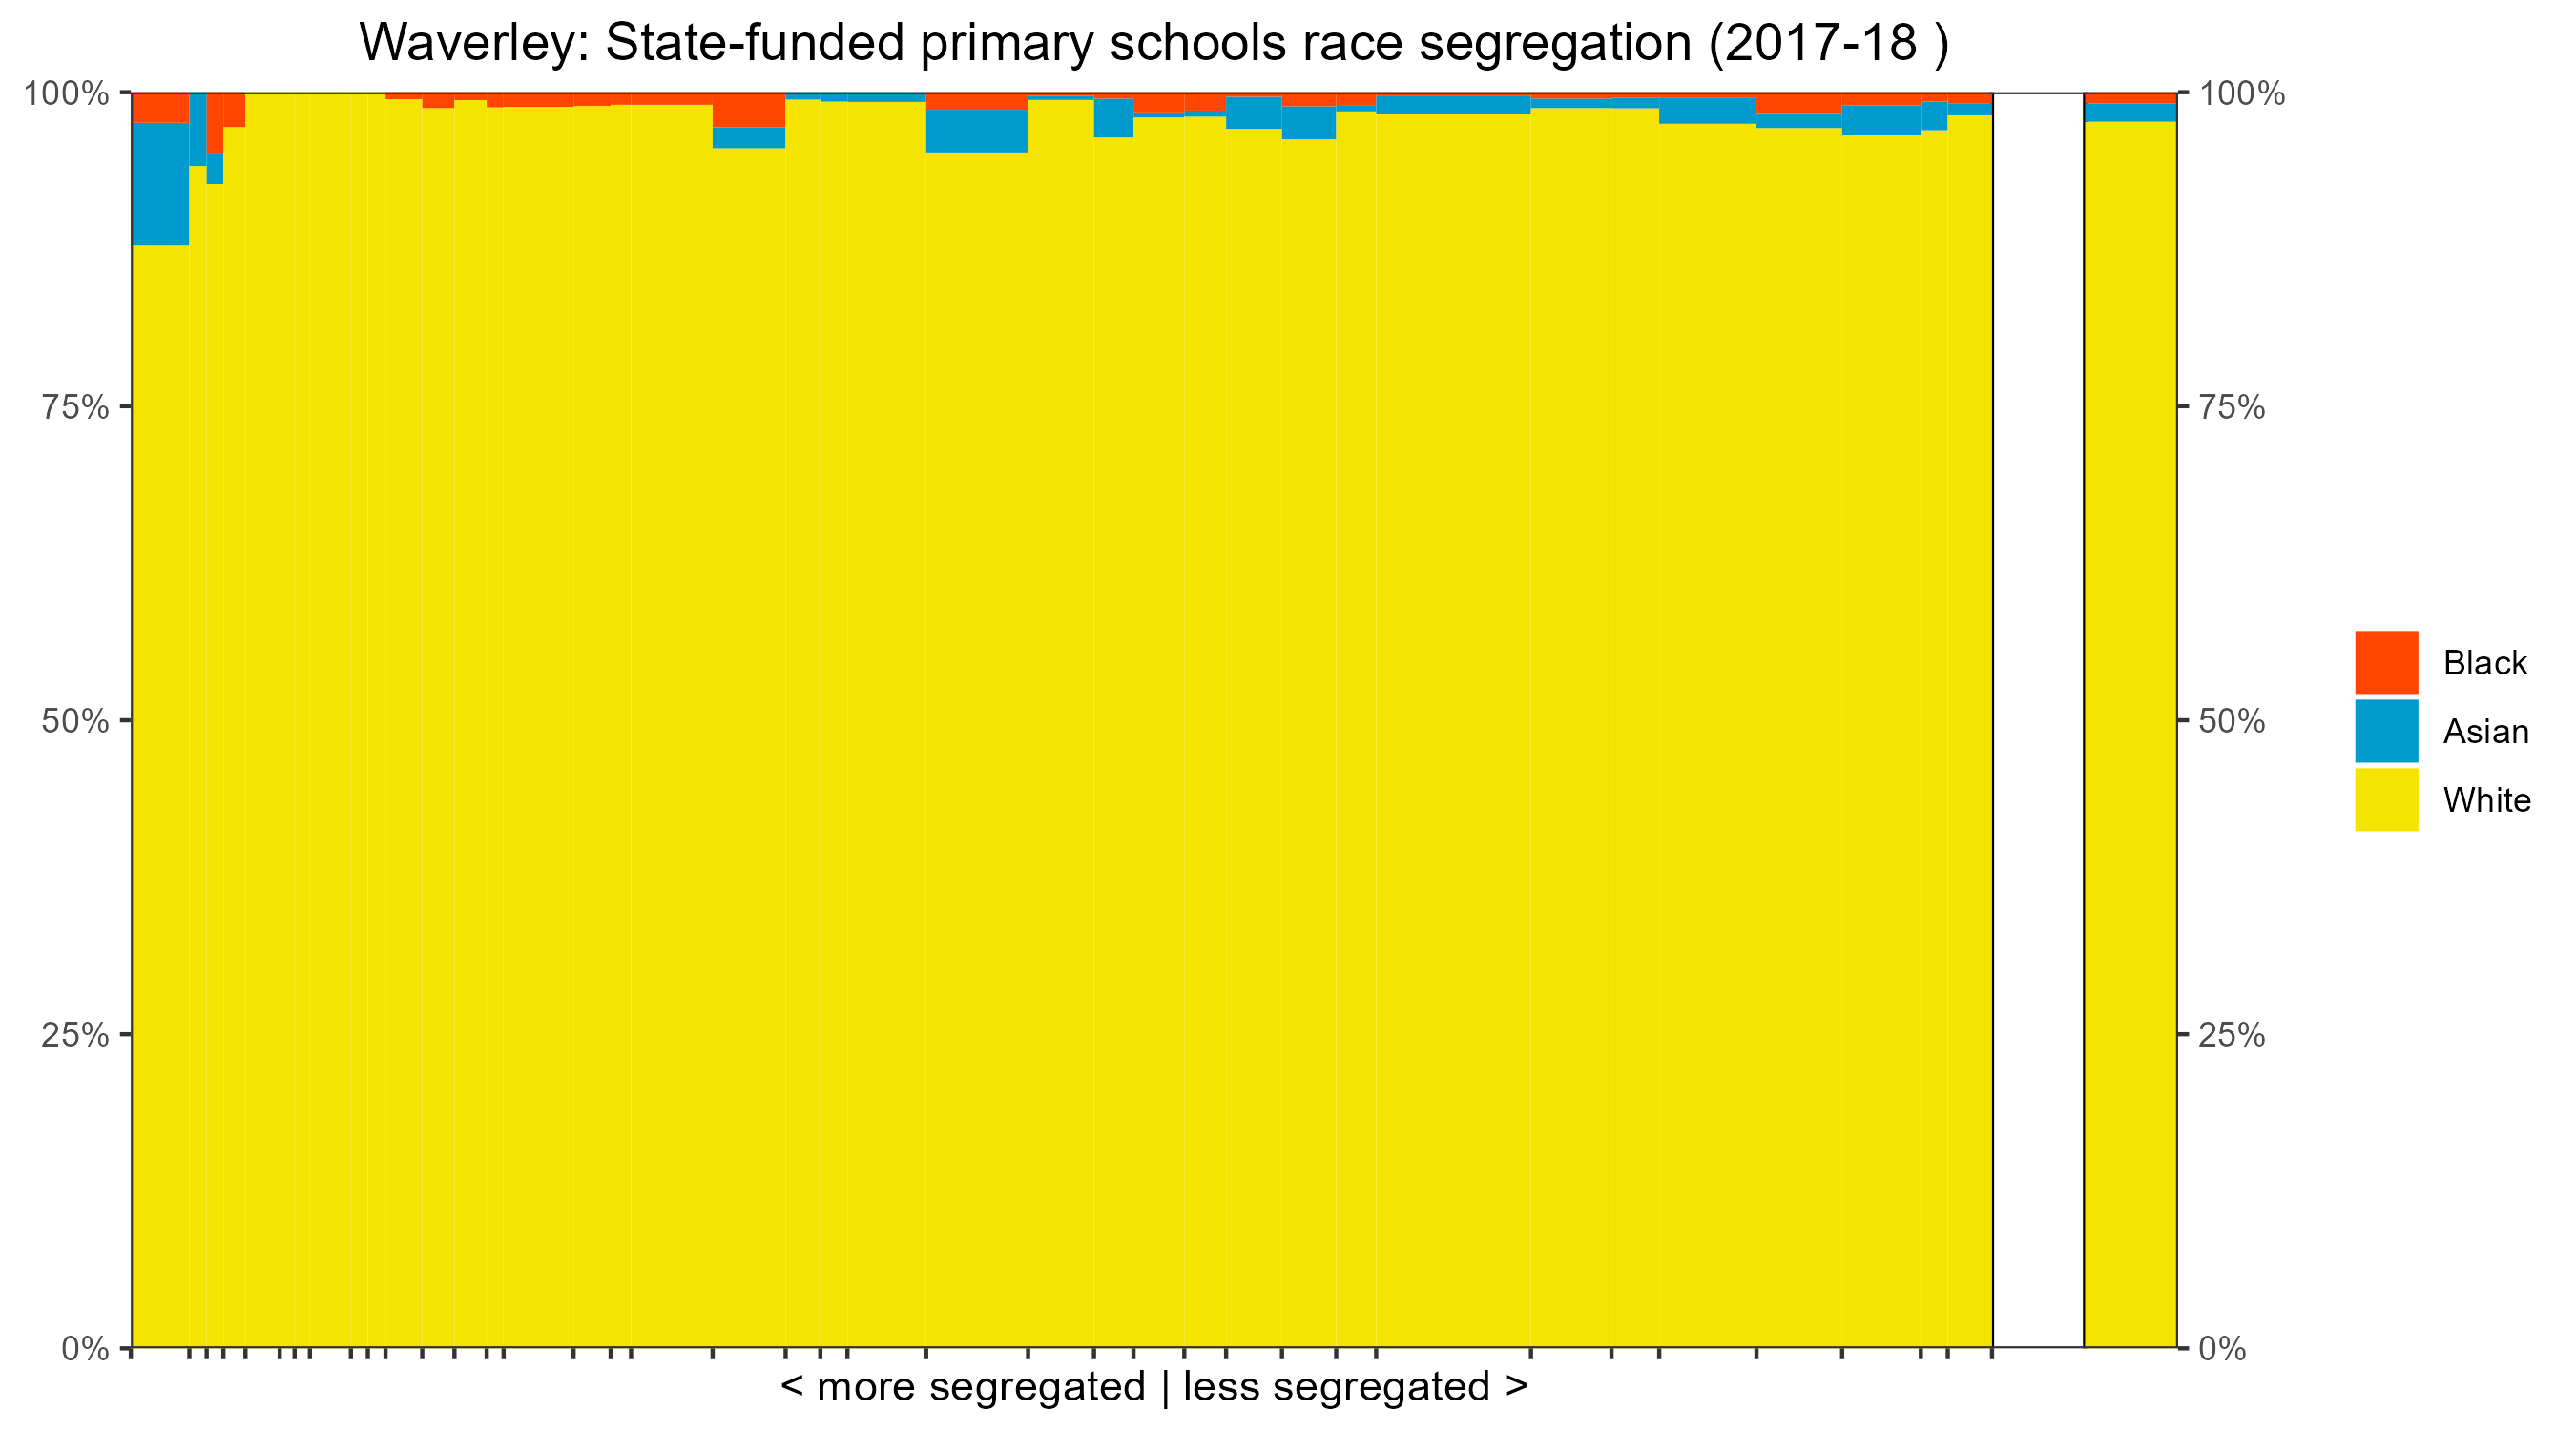 Waverley: State-funded primary schools race segregation (2017-18 )
100%
75%
50%
25%
0%
100%
75%
50%
25%
0%
Black
Asian
White
< more segregated | less segregated >